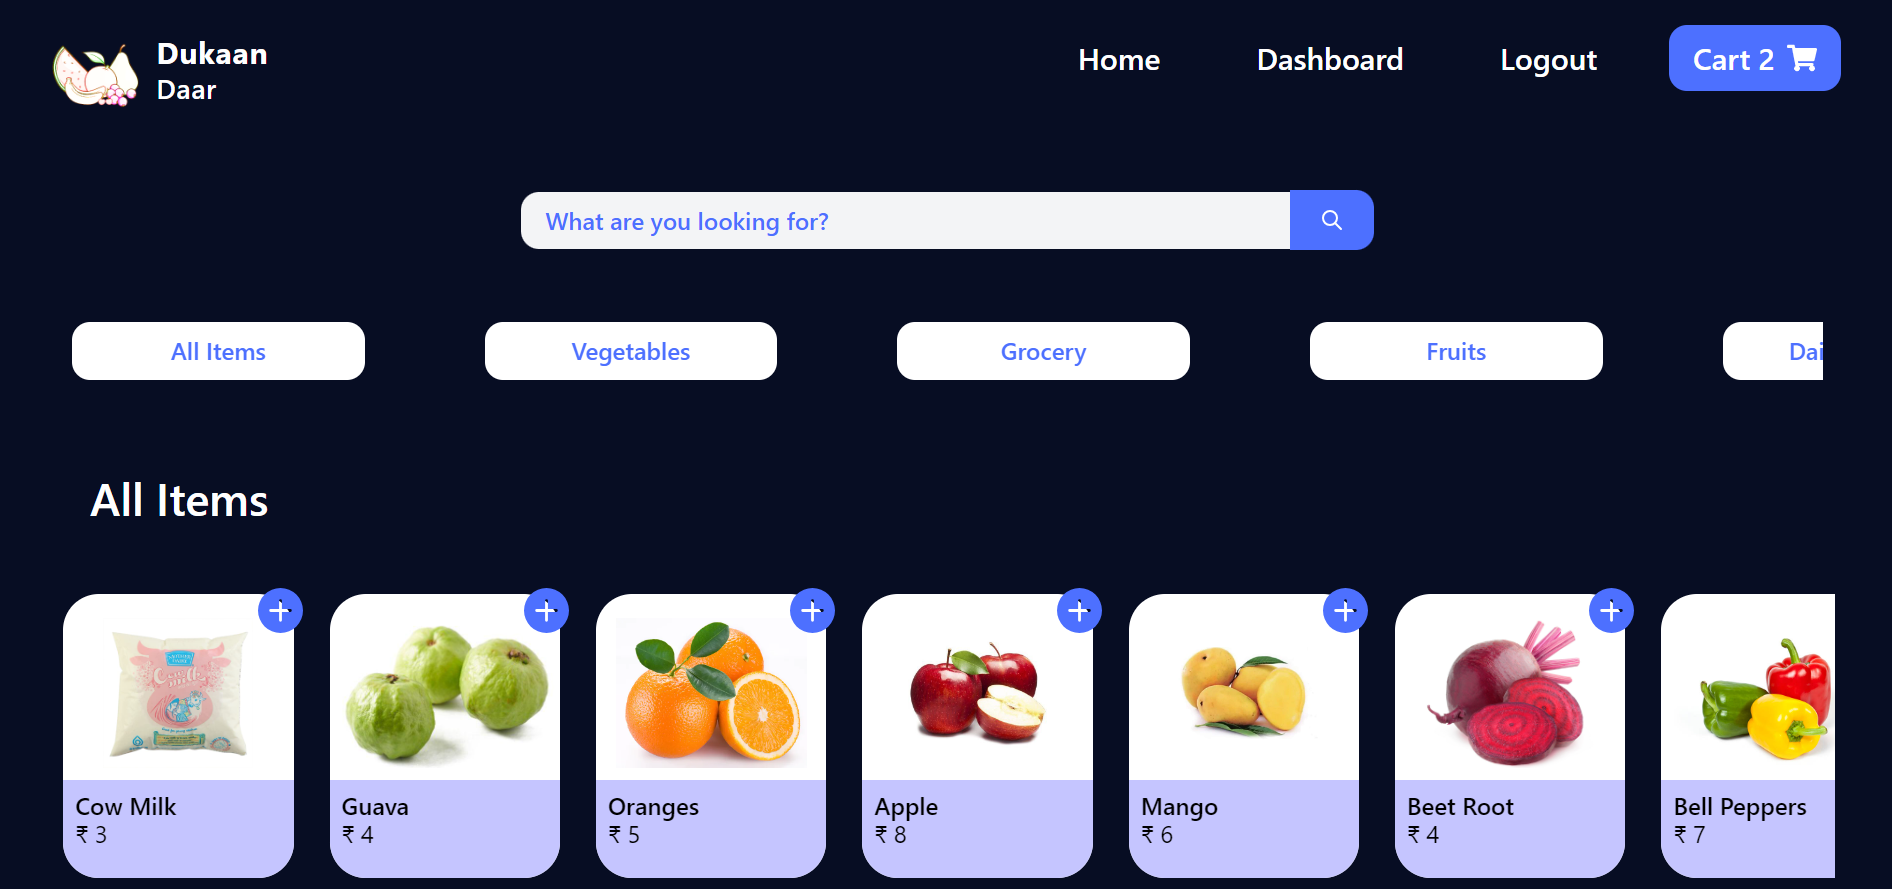 Dukaan
Daar
Home
Dashboard
Logout
Cart 2
What are you looking for?
All Items
Vegetables
Grocery
Fruits
Dai
All Items
Cow Milk
₹ 3
Guava
₹ 4
Oranges
₹ 5
Apple
₹ 8
Mango
₹ 6
Beet Root
₹ 4
Bell Peppers
₹ 7